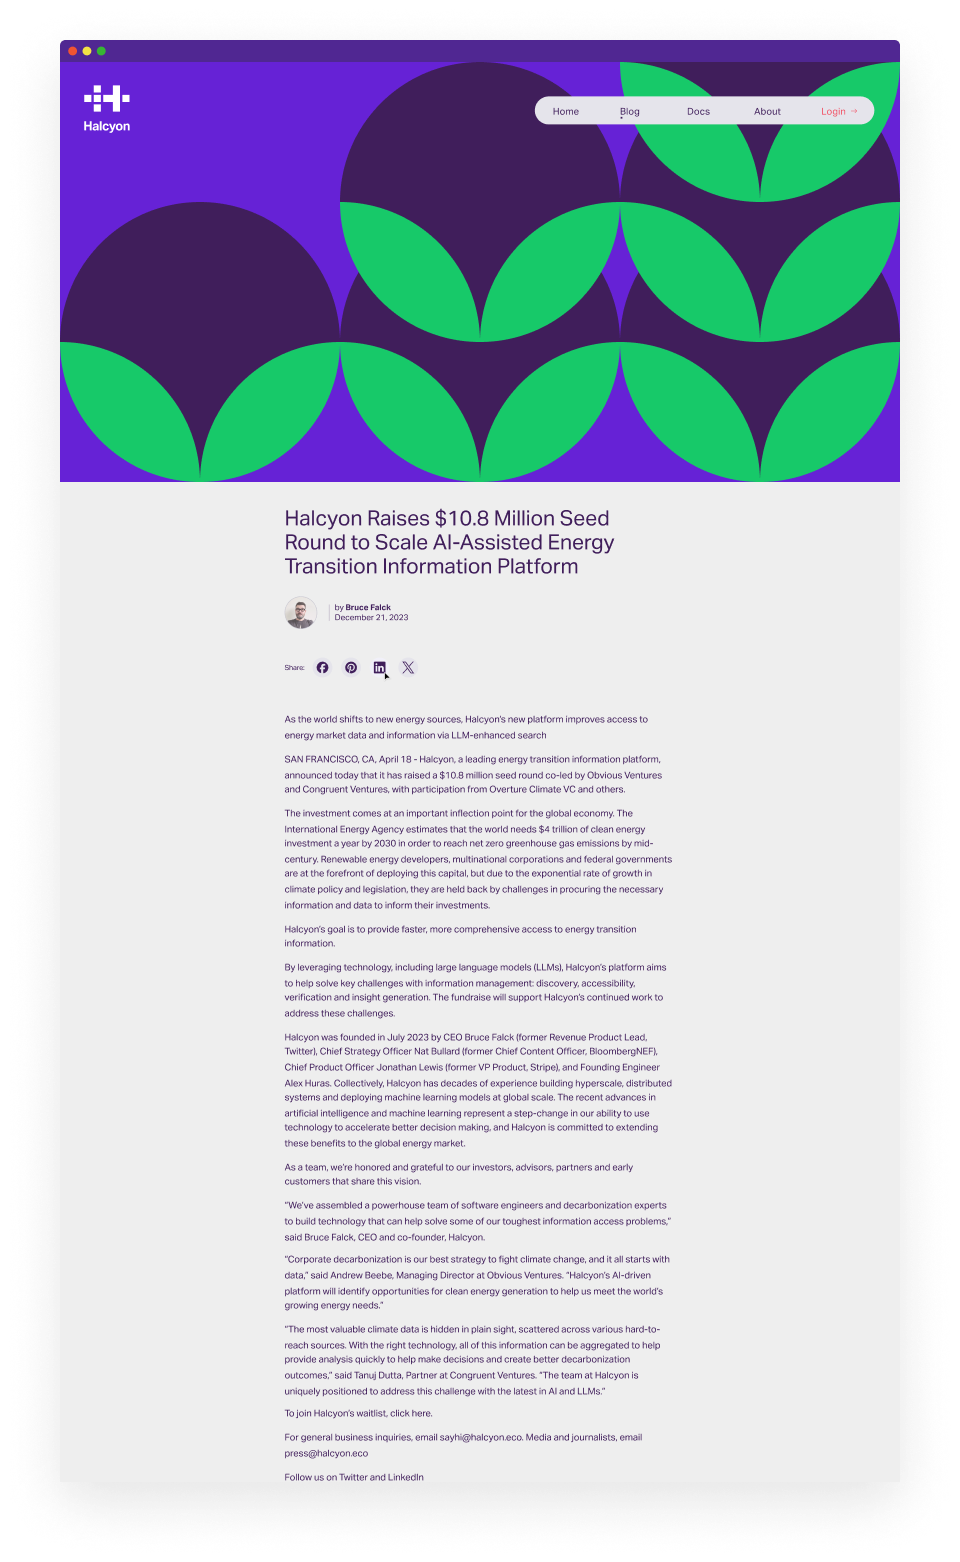 Halcyon
Home
Blog
Docs
About
Login →
Halcyon Raises $10.8 Million Seed
Round to Scale AI-Assisted Energy
Transition Information Platform
by Bruce Falck
December 21, 2023
Share:
As the world shifts to new energy sources, Halcyon's new platform improves access to
energy market data and information via LLM-enhanced search
SAN FRANCISCO, CA, April 18 - Halcyon, a leading energy transition information platform,
announced today that it has raised a $10.8 million seed round co-led by Obvious Ventures
and Congruent Ventures, with participation from Overture Climate VC and others.
The investment comes at an important inflection point for the global economy. The
International Energy Agency estimates that the world needs $4 trillion of clean energy
investment a year by 2030 in order to reach net zero greenhouse gas emissions by mid-
century. Renewable energy developers, multinational corporations and federal governments
are at the forefront of deploying this capital, but due to the exponential rate of growth in
climate policy and legislation, they are held back by challenges in procuring the necessary
information and data to inform their investments.
Halcyon's goal is to provide faster, more comprehensive access to energy transition
information.
By leveraging technology, including large language models (LLMs), Halcyon's platform aims
to help solve key challenges with information management: discovery, accessibility,
verification and insight generation. The fundraise will support Halcyon's continued work to
address these challenges.
Halcyon was founded in July 2023 by CEO Bruce Falck (former Revenue Product Lead,
Twitter), Chief Strategy Officer Nat Bullard (former Chief Content Officer, BloombergNEF),
Chief Product Officer Jonathan Lewis (former VP Product, Stripe), and Founding Engineer
Alex Huras. Collectively, Halcyon has decades of experience building hyperscale, distributed
systems and deploying machine learning models at global scale. The recent advances in
artificial intelligence and machine learning represent a step-change in our ability to use
technology to accelerate better decision making, and Halcyon is committed to extending
these benefits to the global energy market.
As a team, we're honored and grateful to our investors, advisors, partners and early
customers that share this vision.
"We've assembled a powerhouse team of software engineers and decarbonization experts
to build technology that can help solve some of our toughest information access problems,"
said Bruce Falck, CEO and co-founder, Halcyon.
"Corporate decarbonization is our best strategy to fight climate change, and it all starts with
data," said Andrew Beebe, Managing Director at Obvious Ventures. "Halcyon's AI-driven
platform will identify opportunities for clean energy generation to help us meet the world's
growing energy needs."
"The most valuable climate data is hidden in plain sight, scattered across various hard-to-
reach sources. With the right technology, all of this information can be aggregated to help
provide analysis quickly to help make decisions and create better decarbonization
outcomes," said Tanuj Dutta, Partner at Congruent Ventures. "The team at Halcyon is
uniquely positioned to address this challenge with the latest in AI and LLMs."
To join Halcyon's waitlist, click here.
For general business inquiries, email sayhi@halcyon.eco. Media and journalists, email
press@halcyon.eco
Follow us on Twitter and LinkedIn